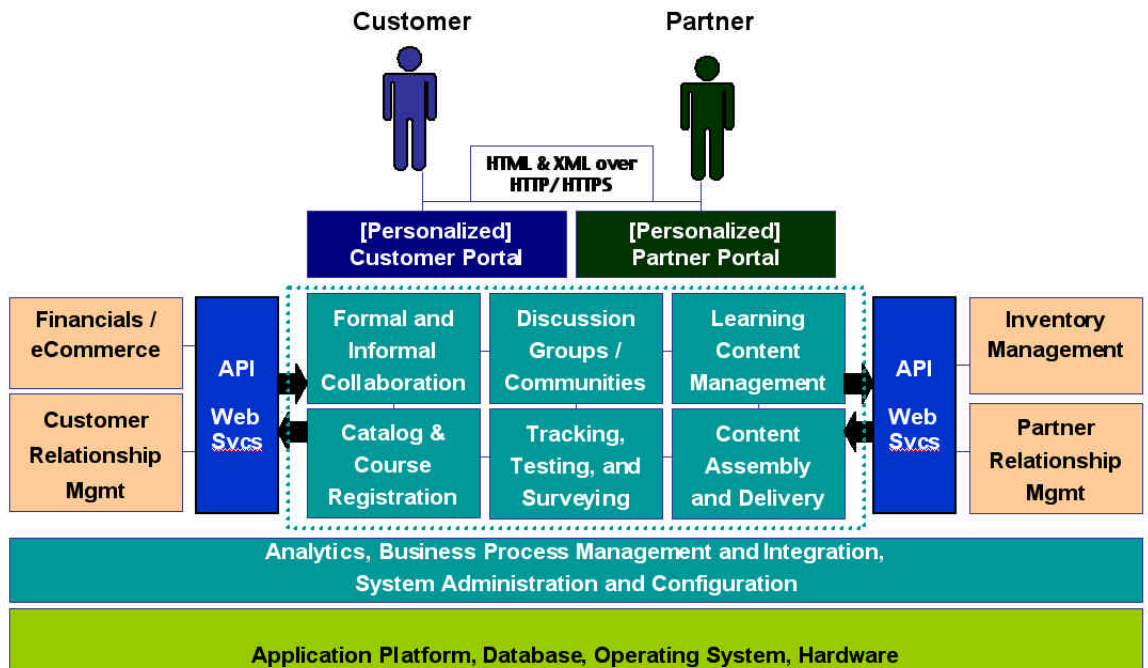 Customer
Partner
HTML & XML over
HTTP/ HTTPS
[Personalized]
Customer Portal
[Personalized]
Partner Portal
Financials /
eCommerce
Customer
Relationship
Mgmt
API
Web
Svcs
Formal and
Informal
Collaboration
Discussion
Groups /
Communities
Learning
Content
Management
Catalog &
Course
Registration
Tracking,
Testing, and
Surveying
Content
Assembly
and Delivery
API
Web
Svcs
Inventory
Management
Partner
Relationship
Mgmt
Analytics, Business Process Management and Integration,
System Administration and Configuration
Application Platform, Database, Operating System, Hardware